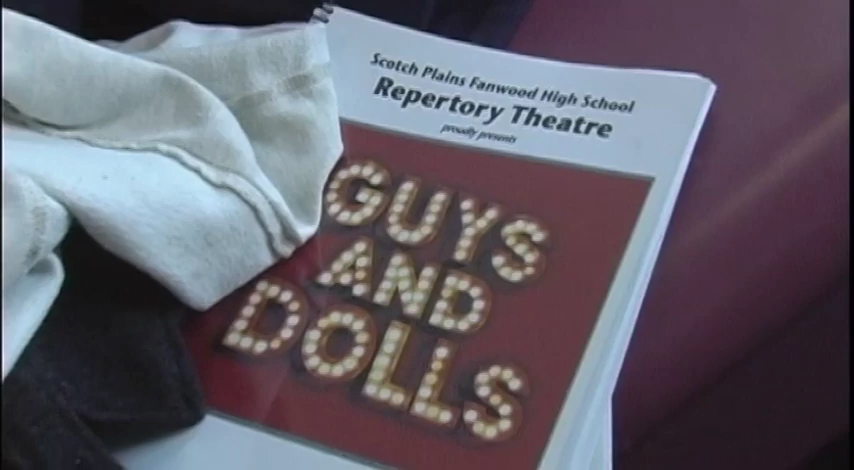 Scotch Plains Fanwood High School
Repertory Theatre
proudly presents
GUYS
AND
DOLLS